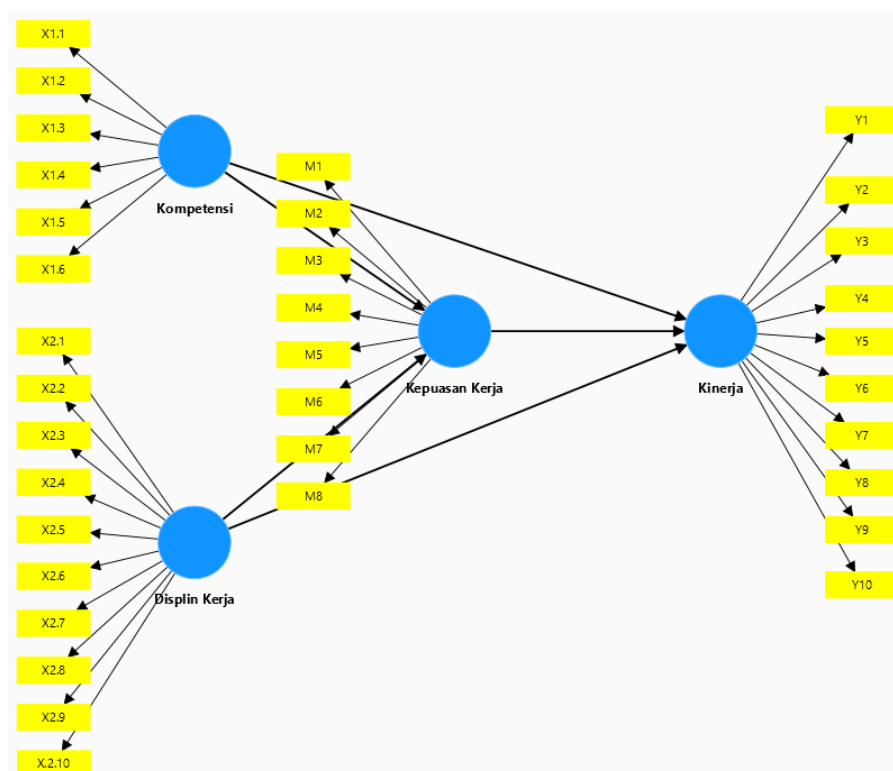 X1.1
X1.2
X1.3
X1.4
X1.5
X1.6
Kompetensi
X2.1
X2.2
X2.3
X2.4
X2.5
X2.6
X2.7
X2.8
X2.9
X.2.10
Displin Kerja
M1
M2
M3
M4
M5
M6
M7
M8
Kepuasan Kerja
Kinerja
Y1
Y2
Y3
Y4
Y5
Y6
Y7
Y8
Y9
Y10